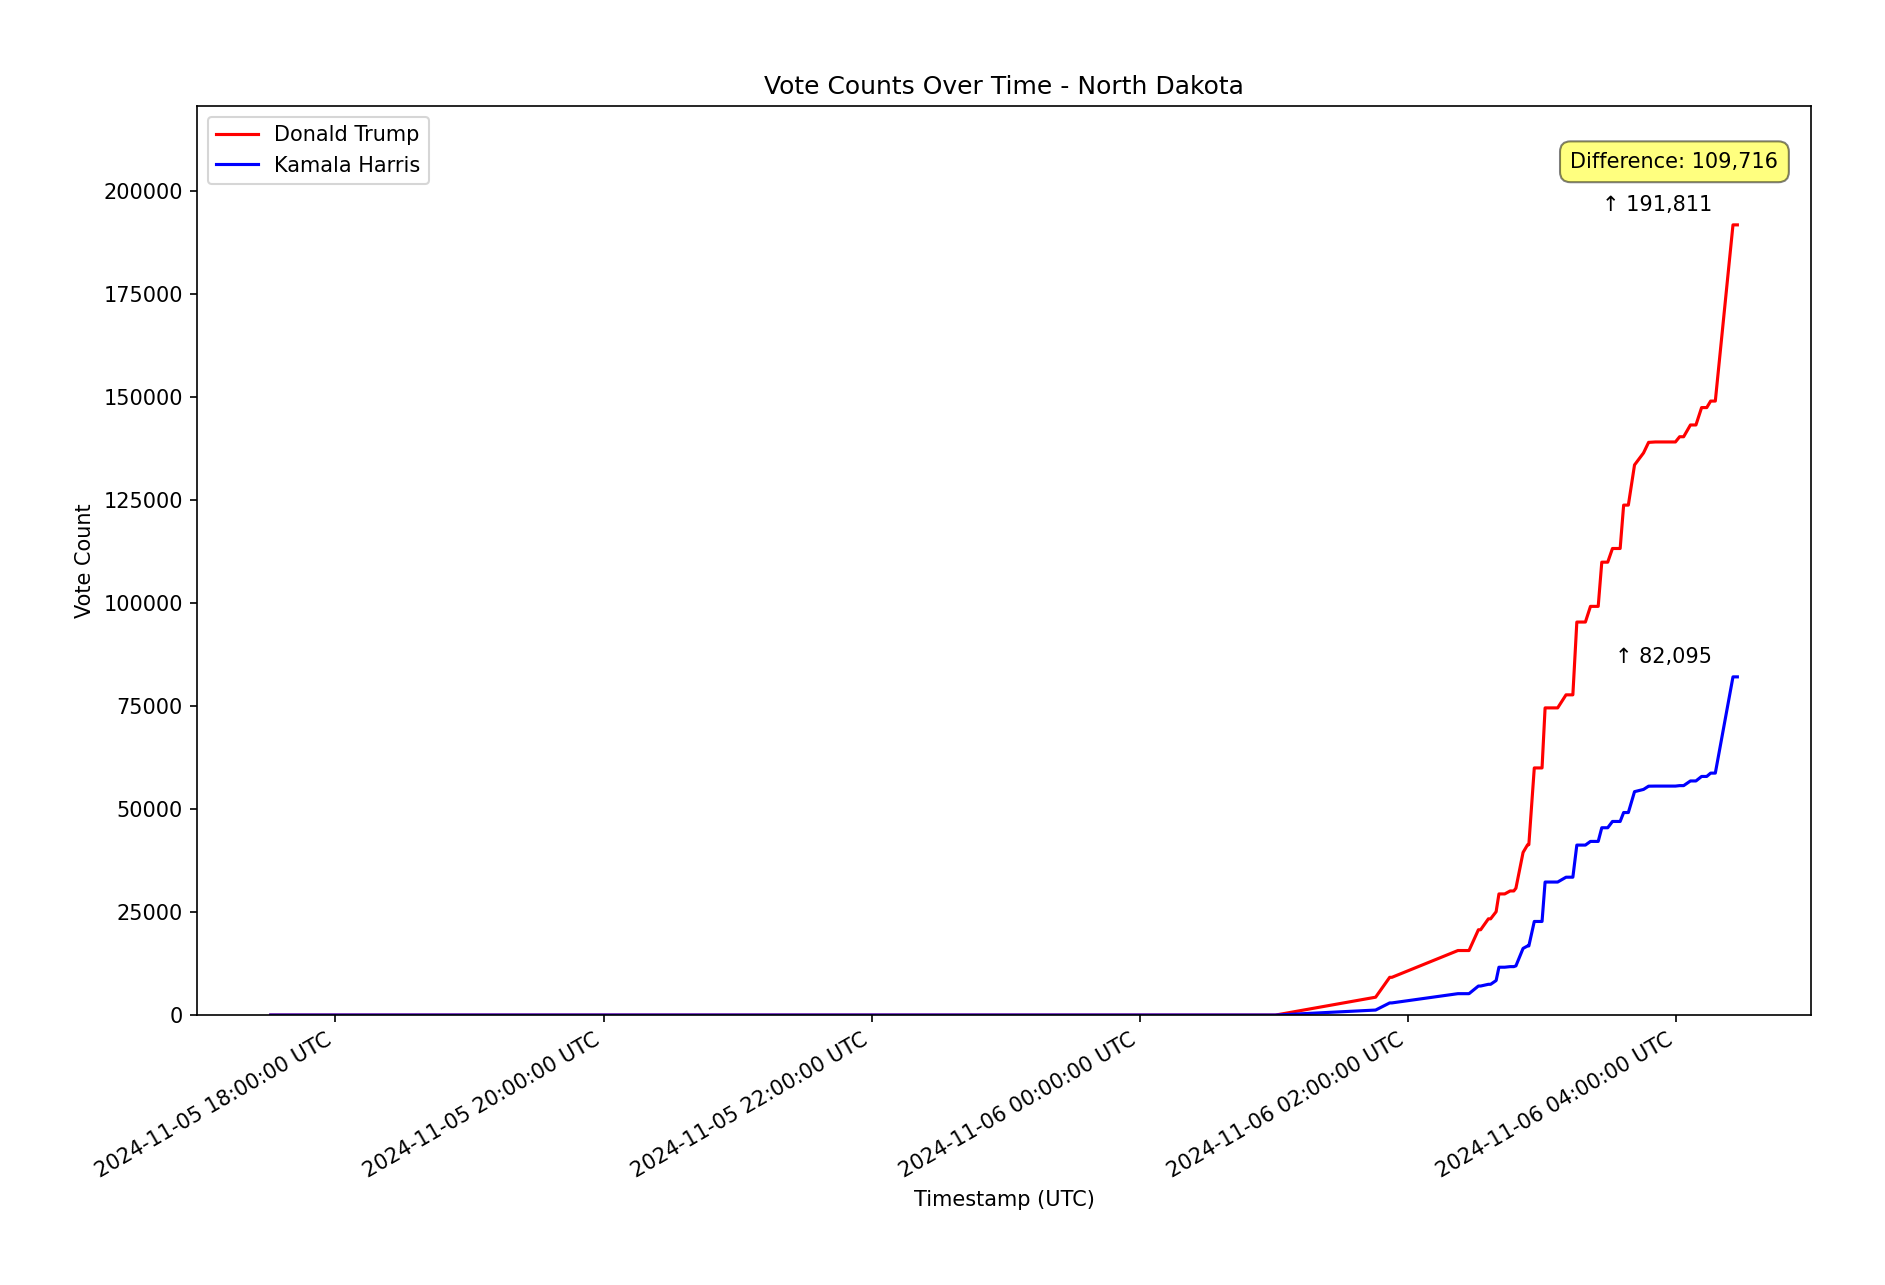 Vote Counts Over Time - North Dakota
Donald Trump
Kamala Harris
Difference: 109,716
↑ 191,811
↑ 82,095
Vote Count
200000
175000
150000
125000
100000
75000
50000
25000
0
2024-11-05 18:00:00 UTC
2024-11-05 20:00:00 UTC
2024-11-05 22:00:00 UTC
2024-11-06 00:00:00 UTC
2024-11-06 02:00:00 UTC
2024-11-06 04:00:00 UTC
Timestamp (UTC)